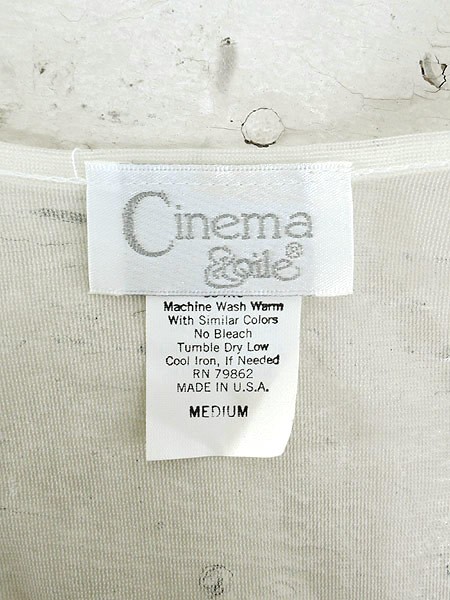 Cinema
Etoile®
Machine Wash Warm
With Similar Colors
No Bleach
Tumble Dry Low
Cool Iron, If Needed
RN 79862
MADE IN U.S.A.
MEDIUM